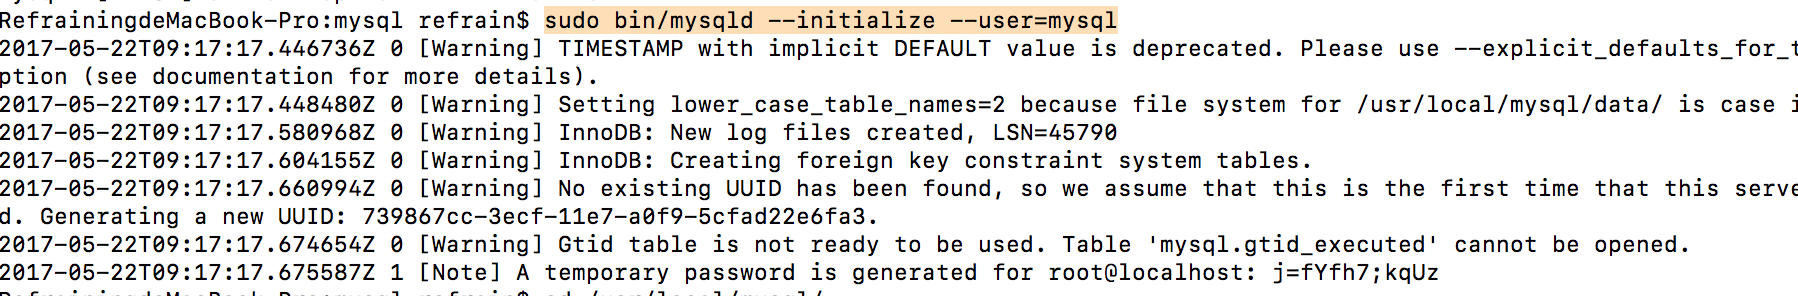 RefrainingdeMacBook-Pro:mysql refrain$ sudo bin/mysqld --initialize --user=mysql
2017-05-22T09:17:17.446736Z 0 [Warning] TIMESTAMP with implicit DEFAULT value is deprecated. Please use --explicit_defaults_for_t
ption (see documentation for more details).
2017-05-22T09:17:17.448480Z 0 [Warning] Setting lower_case_table_names=2 because file system for /usr/local/mysql/data/ is case i
2017-05-22T09:17:17.580968Z 0 [Warning] InnoDB: New log files created, LSN=45790
2017-05-22T09:17:17.604155Z 0 [Warning] InnoDB: Creating foreign key constraint system tables.
2017-05-22T09:17:17.660994Z 0 [Warning] No existing UUID has been found, so we assume that this is the first time that this serve
d. Generating a new UUID: 739867cc-3ecf-11e7-a0f9-5cfad22e6fa3.
2017-05-22T09:17:17.674654Z 0 [Warning] Gtid table is not ready to be used. Table 'mysql.gtid_executed' cannot be opened.
2017-05-22T09:17:17.675587Z 1 [Note] A temporary password is generated for root@localhost: j=fYfh7;kqUz
RefrainingdeMacBook-Pro:mysql refrain$ cd /usr/local/mysql/